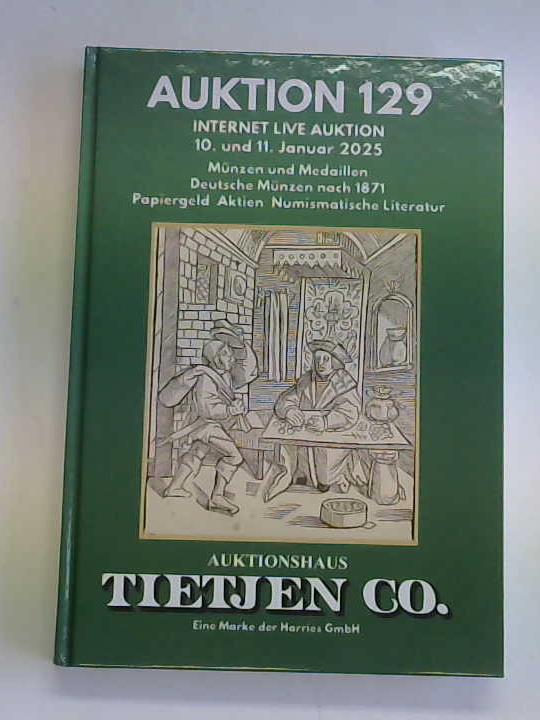 AUKTION 129
INTERNET LIVE AUKTION
10. und 11. Januar 2025
Münzen und Medaillen
Deutsche Münzen nach 1871
Papiergeld Aktien Numismatische Literatur
AUKTIONSHAUS
TIETJEN CO.
Eine Marke der Harries GmbH